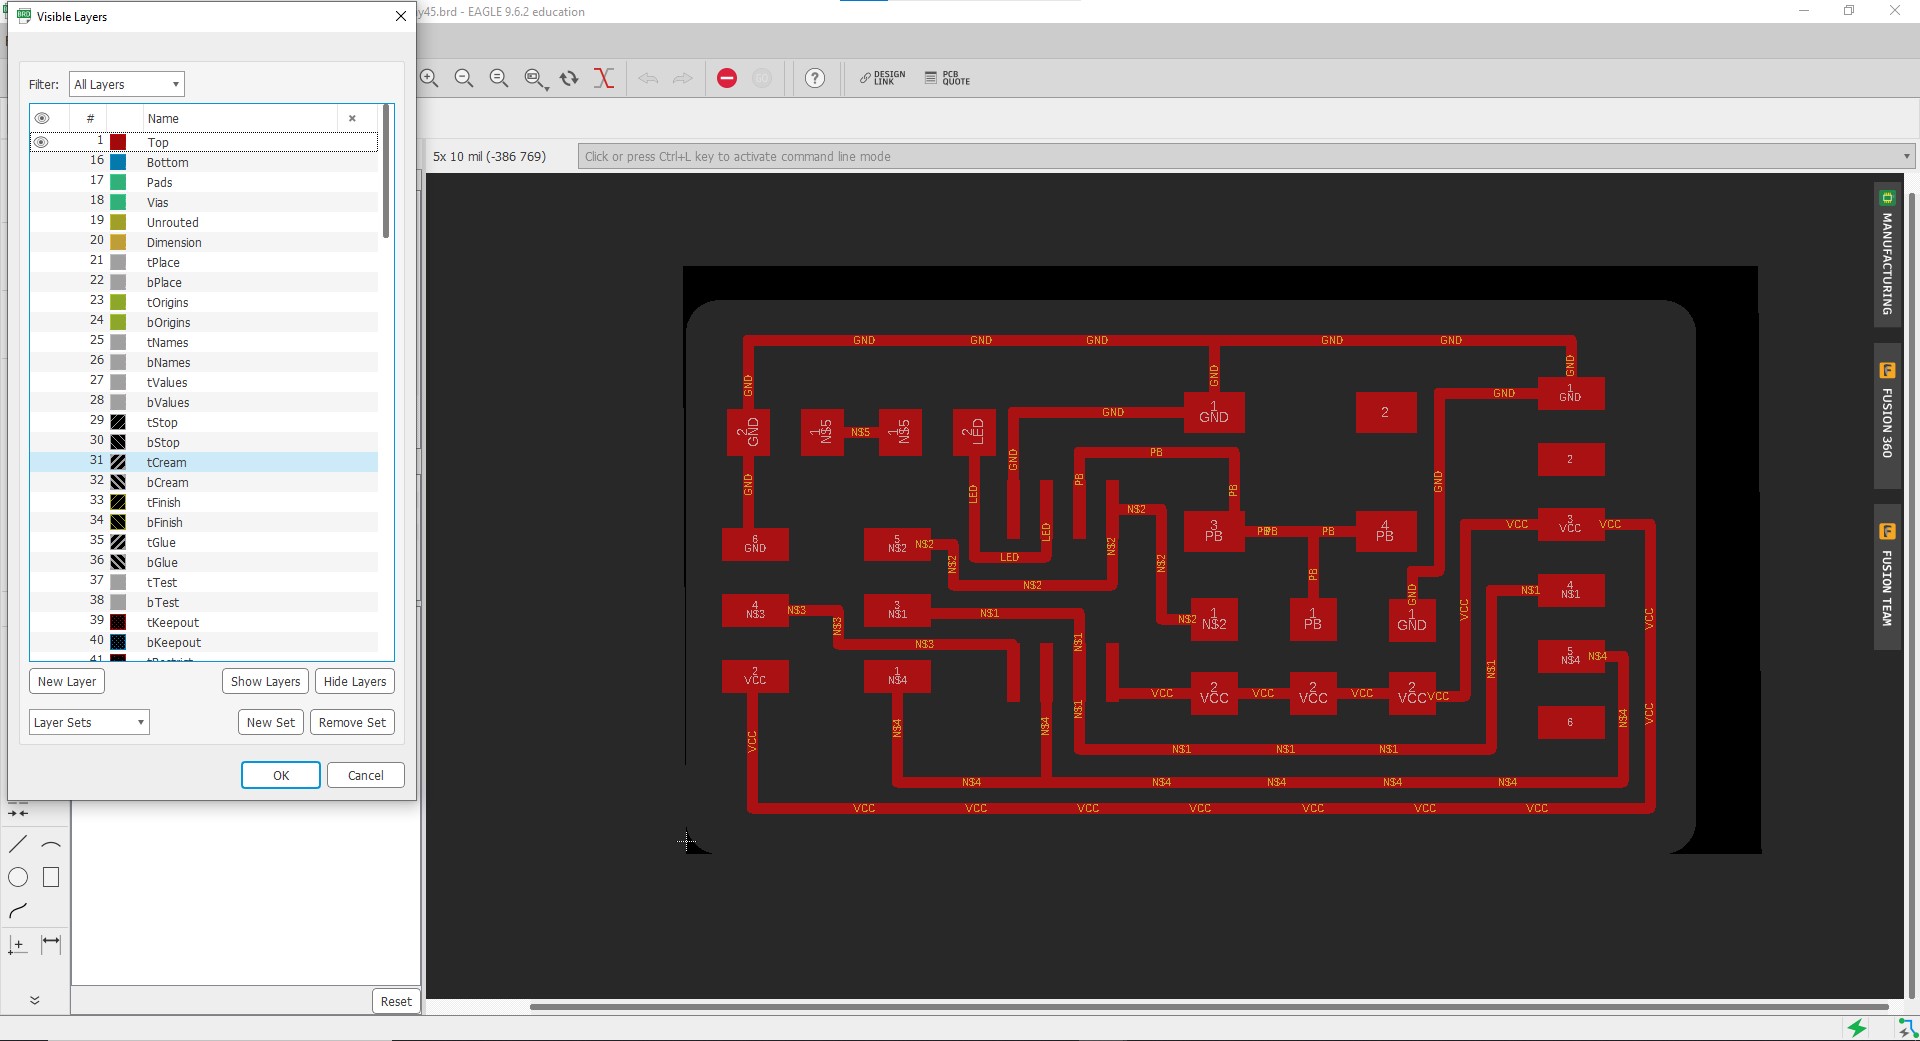 Visible Layers
y45.brd - EAGLE 9.6.2 education
Filter:
All Layers
# Name
1 Top
16 Bottom
17 Pads
18 Vias
19 Unrouted
20 Dimension
21 tPlace
22 bPlace
23 tOrigins
24 bOrigins
25 tNames
26 bNames
27 tValues
28 bValues
29 tStop
30 bStop
31 tCream
32 bCream
33 tFinish
34 bFinish
35 tGlue
36 bGlue
37 tTest
38 bTest
39 tKeepout
40 bKeepout
New Layer
Show Layers
Hide Layers
Layer Sets
New Set
Remove Set
OK
Cancel
Reset
DESIGN
LINK
PCB
QUOTE
5x 10 mil (-386 769)
Click or press Ctrl+L key to activate command line mode
MANUFACTURING
FUSION 360
FUSION TEAM
GND GND GND GND GND
GND
GND
GND
2
GND
1
N$5
N$5
1
N$5
2
LED
GND
1
GND
2
GND
1
GND
GND
GND
LED
LED
LED
PB
PB
PB
N$2
N$2
N$2
GND
2
6
GND
5
N$2
N$2
N$2
N$2
3
PB
PB
PB
PB
4
PB
PB
GND
VCC
3
VCC
VCC
4
N$3
N$3
N$3
N$3
3
N$1
N$1
N$1
N$1
N$2
1
N$2
1
PB
1
GND
VCC
N$1
4
N$1
VCC
2
VCC
1
N$4
VCC
2
VCC
VCC
2
VCC
VCC
2
VCC
VCC
N$1
5
N$4
N$4
6
N$4
VCC
VCC
N$4
N$4
N$1 N$1 N$1
N$4 N$4 N$4 N$4
VCC VCC VCC VCC VCC VCC VCC